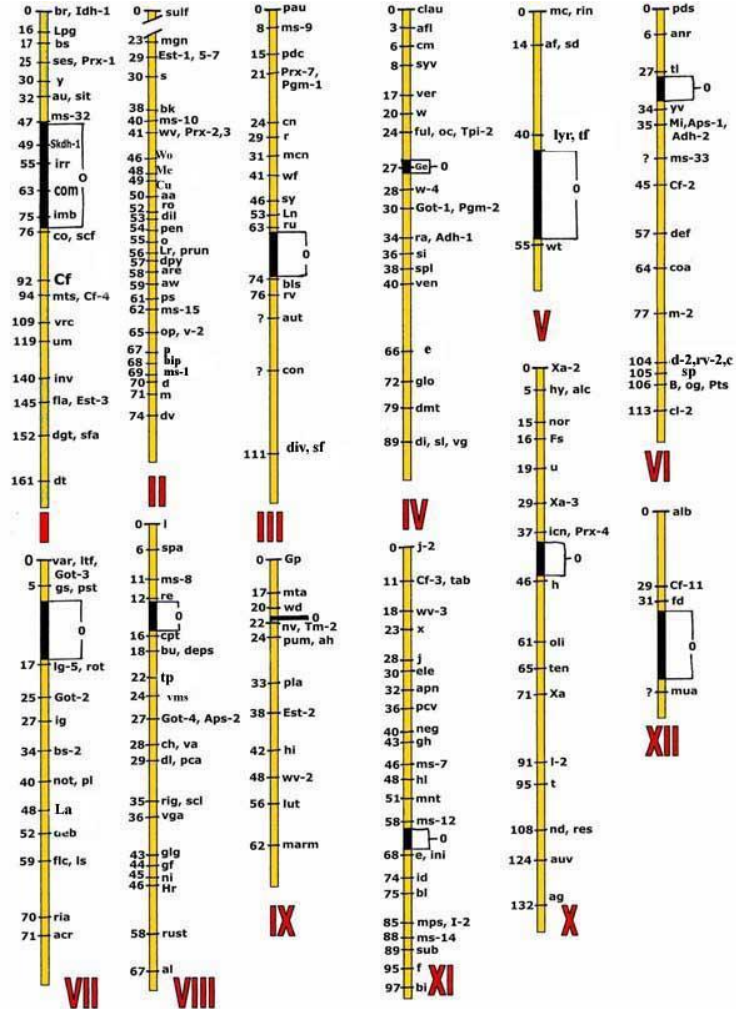 0 br, Idh-1
16 Lpg
17 bs
25 ses, Prx-1
30 y
32 au, sit
47 ms-32
49 Skdh-1
55 irr
0
63 com
75 imb
76 co, scf
92 Cf
94 mts, Cf-4
109 vrc
119 um
140 inv
145 fla, Est-3
152 dgt, sfa
161 dt
I
0 sulf
23 mgn
29 Est-1, 5-7
30 s
38 bk
40 ms-10
41 wv, Prx-2,3
46 Wo
48 Me
49 Cu
50 aa
52 ro
53 dil
54 pen
55 o
56 Lr, prun
57 dpy
58 are
59 aw
61 ps
62 ms-15
65 op, v-2
67 p
68 bip
69 ms-1
70 d
71 m
74 dv
II
0 pau
8 ms-9
15 pdc
21 Prx-7,
Pgm-1
24 cn
29 r
31 mcn
41 wf
46 sy
53 Ln
63 ru
0
74 bls
76 rv
? aut
? con
111 div, sf
III
0 clau
3 afl
6 cm
8 syv
17 ver
20 w
24 ful, oc, Tpi-2
27 Ge 0
28 w-4
30 Got-1, Pgm-2
34 ra, Adh-1
36 si
38 spl
40 ven
66 e
72 glo
79 dmt
89 di, sl, vg
IV
0 mc, rin
14 af, sd
40 lyr, tf
0
55 wt
V
0 pds
6 anr
27 tl
0
34 yv
35 Mi,Aps-1,
Adh-2
? ms-33
45 Cf-2
57 def
64 coa
77 m-2
104 d-2,rv-2,c
105 sp
106 B, og, Pts
113 cl-2
VI
0 var, ltf,
Got-3
5 gs, pst
0
17 lg-5, rot
25 Got-2
27 ig
34 bs-2
40 not, pl
48 La
52 deb
59 flc, ls
70 ria
71 acr
VII
0 l
6 spa
11 ms-8
12 re
0
16 cpt
18 bu, deps
22 tp
24 vms
27 Got-4, Aps-2
28 ch, va
29 dl, pca
35 rig, scl
36 vga
43 glg
44 gf
45 ni
46 Hr
58 rust
67 al
VIII
0 Gp
17 mta
20 wd
0
22 nv, Tm-2
24 pum, ah
33 pla
38 Est-2
42 hi
48 wv-2
56 lut
62 marm
IX
0 Xa-2
5 hy, alc
15 nor
16 Fs
19 u
29 Xa-3
37 icn, Prx-4
0
46 h
61 oli
65 ten
71 Xa
91 l-2
95 t
108 nd, res
124 auv
132 ag
X
0 j-2
11 Cf-3, tab
18 wv-3
23 x
28 j
30 ele
32 apn
36 pcv
40 neg
43 gh
46 ms-7
48 hl
51 mnt
58 ms-12
0
68 e, ini
74 id
75 bl
85 mps, I-2
88 ms-14
89 sub
95 f
97 bi
XI
0 alb
29 Cf-11
31 fd
0
? mua
XII